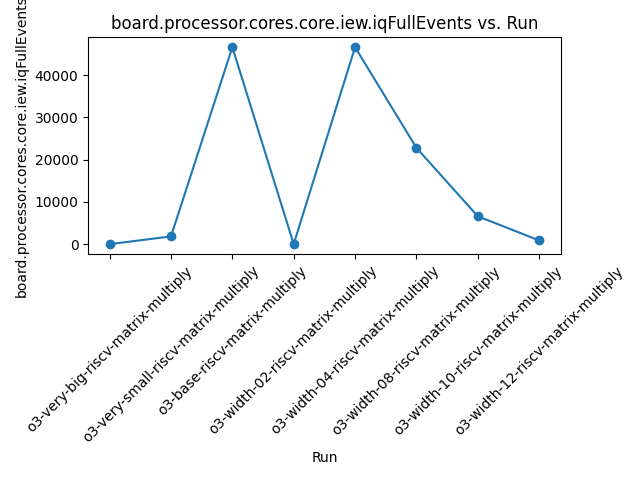 board.processor.cores.core.iew.iqFullEvents vs. Run
board.processor.cores.core.iew.iqFullEvents
40000
30000
20000
10000
0
o3-very-big-riscv-matrix-multiply
o3-very-small-riscv-matrix-multiply
o3-base-riscv-matrix-multiply
o3-width-02-riscv-matrix-multiply
o3-width-04-riscv-matrix-multiply
o3-width-08-riscv-matrix-multiply
o3-width-10-riscv-matrix-multiply
o3-width-12-riscv-matrix-multiply
Run